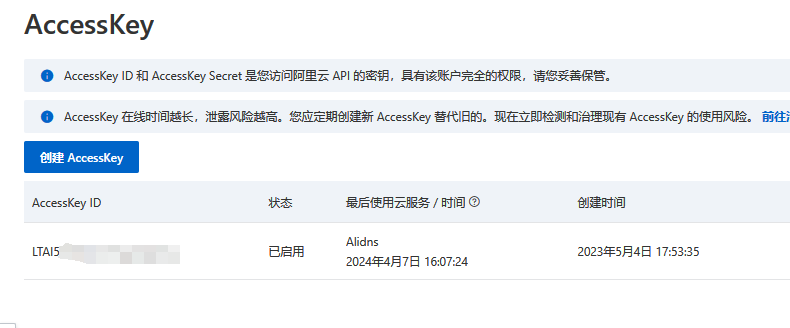 AccessKey
AccessKey ID 和 AccessKey Secret 是您访问阿里云 API 的密钥，具有该账户完全的权限，请您妥善保管。
AccessKey 在线时间越长，泄露风险越高。您应定期创建新 AccessKey 替代旧的。现在立即检测和治理现有 AccessKey 的使用风险。 前往
创建 AccessKey
AccessKey ID 状态 最后使用云服务 / 时间 创建时间
LTAI5 已启用 Alidns 2023年5月4日 17:53:35
2024年4月7日 16:07:24